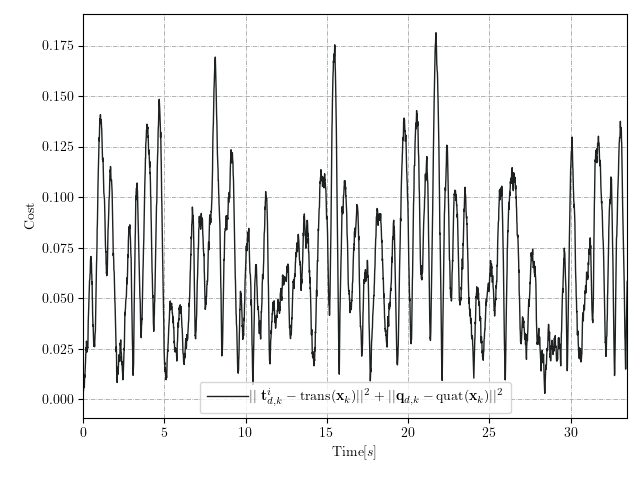 0.175
0.150
0.125
0.100
0.075
0.050
0.025
0.000
Cost
|| t^i_{d,k} − trans(x_k)||^2 + ||q_{d,k} − quat(x_k)||^2
0 5 10 15 20 25 30
Time[s]